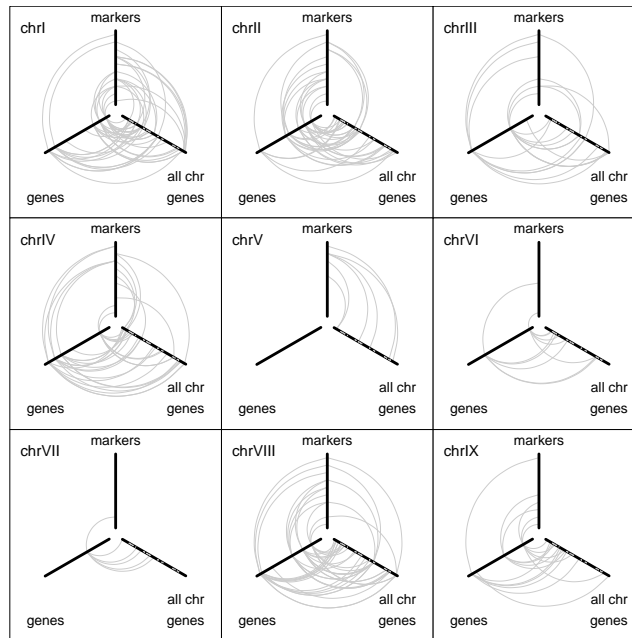 markers
chrI
genes
all chr
genes
markers
chrII
genes
all chr
genes
markers
chrIII
genes
all chr
genes
markers
chrIV
genes
all chr
genes
markers
chrV
genes
all chr
genes
markers
chrVI
genes
all chr
genes
markers
chrVII
genes
all chr
genes
markers
chrVIII
genes
all chr
genes
markers
chrIX
genes
all chr
genes